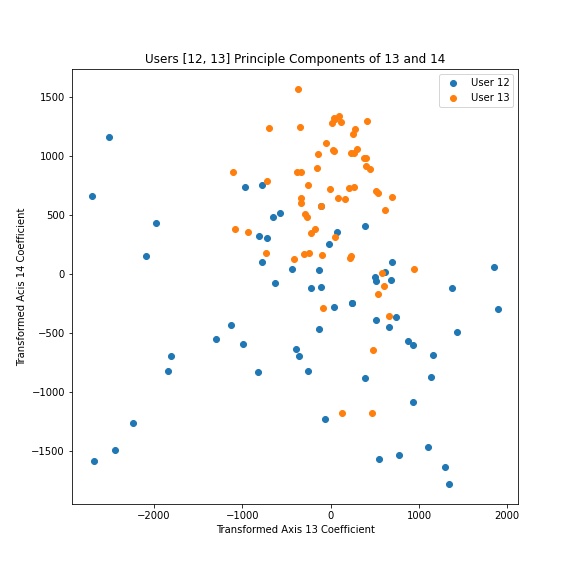 Users [12, 13] Principle Components of 13 and 14
User 12
User 13
Transformed Acis 14 Coefficient
1500
1000
500
0
−500
−1000
−1500
−2000
−1000
0
1000
2000
Transformed Axis 13 Coefficient